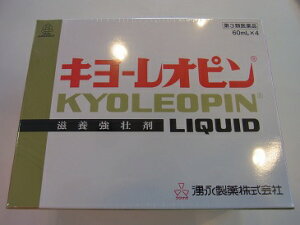 第3類医薬品
60mL×4
キヨーレオピン®
KYOLEOPIN®
滋養強壮剤 LIQUID
湧永製薬株式会社